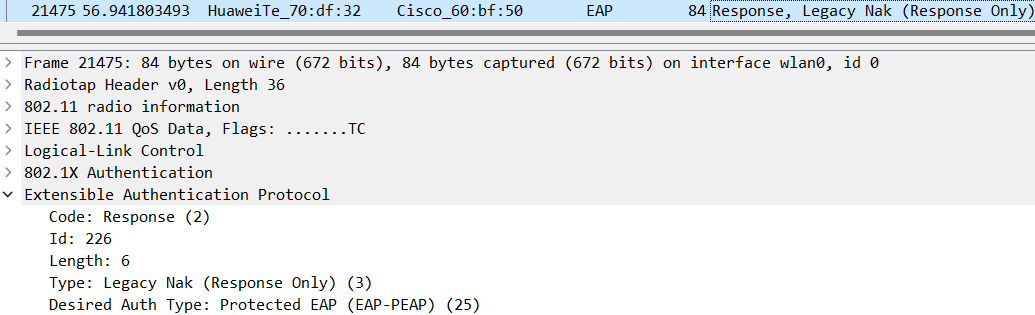 21475 56.941803493 HuaweiTe_70:df:32 Cisco_60:bf:50 EAP 84 Response, Legacy Nak (Response Only)
Frame 21475: 84 bytes on wire (672 bits), 84 bytes captured (672 bits) on interface wlan0, id 0
Radiotap Header v0, Length 36
802.11 radio information
IEEE 802.11 QoS Data, Flags: .......TC
Logical-Link Control
802.1X Authentication
Extensible Authentication Protocol
Code: Response (2)
Id: 226
Length: 6
Type: Legacy Nak (Response Only) (3)
Desired Auth Type: Protected EAP (EAP-PEAP) (25)